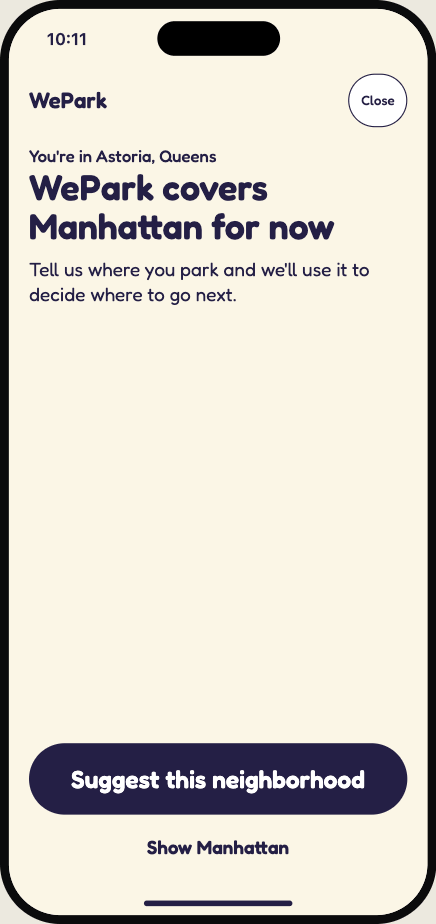 10:11
WePark
Close
You're in Astoria, Queens
WePark covers
Manhattan for now
Tell us where you park and we'll use it to
decide where to go next.
Suggest this neighborhood
Show Manhattan